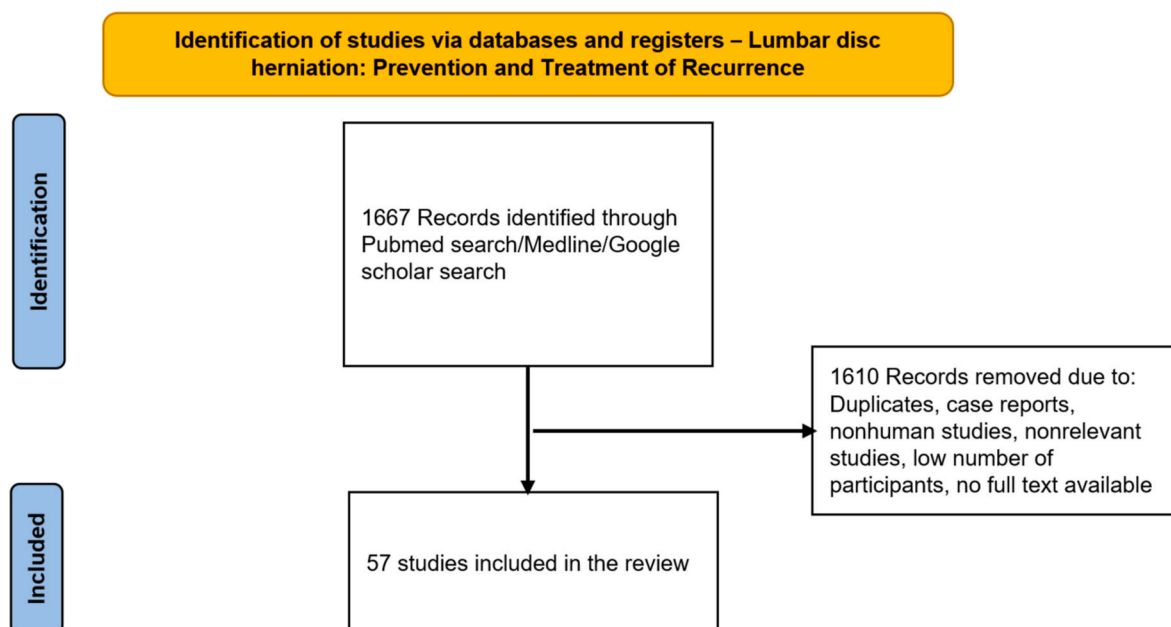 Identification of studies via databases and registers – Lumbar disc
herniation: Prevention and Treatment of Recurrence
Identification
1667 Records identified through
Pubmed search/Medline/Google
scholar search
1610 Records removed due to:
Duplicates, case reports,
nonhuman studies, nonrelevant
studies, low number of
participants, no full text available
Included
57 studies included in the review